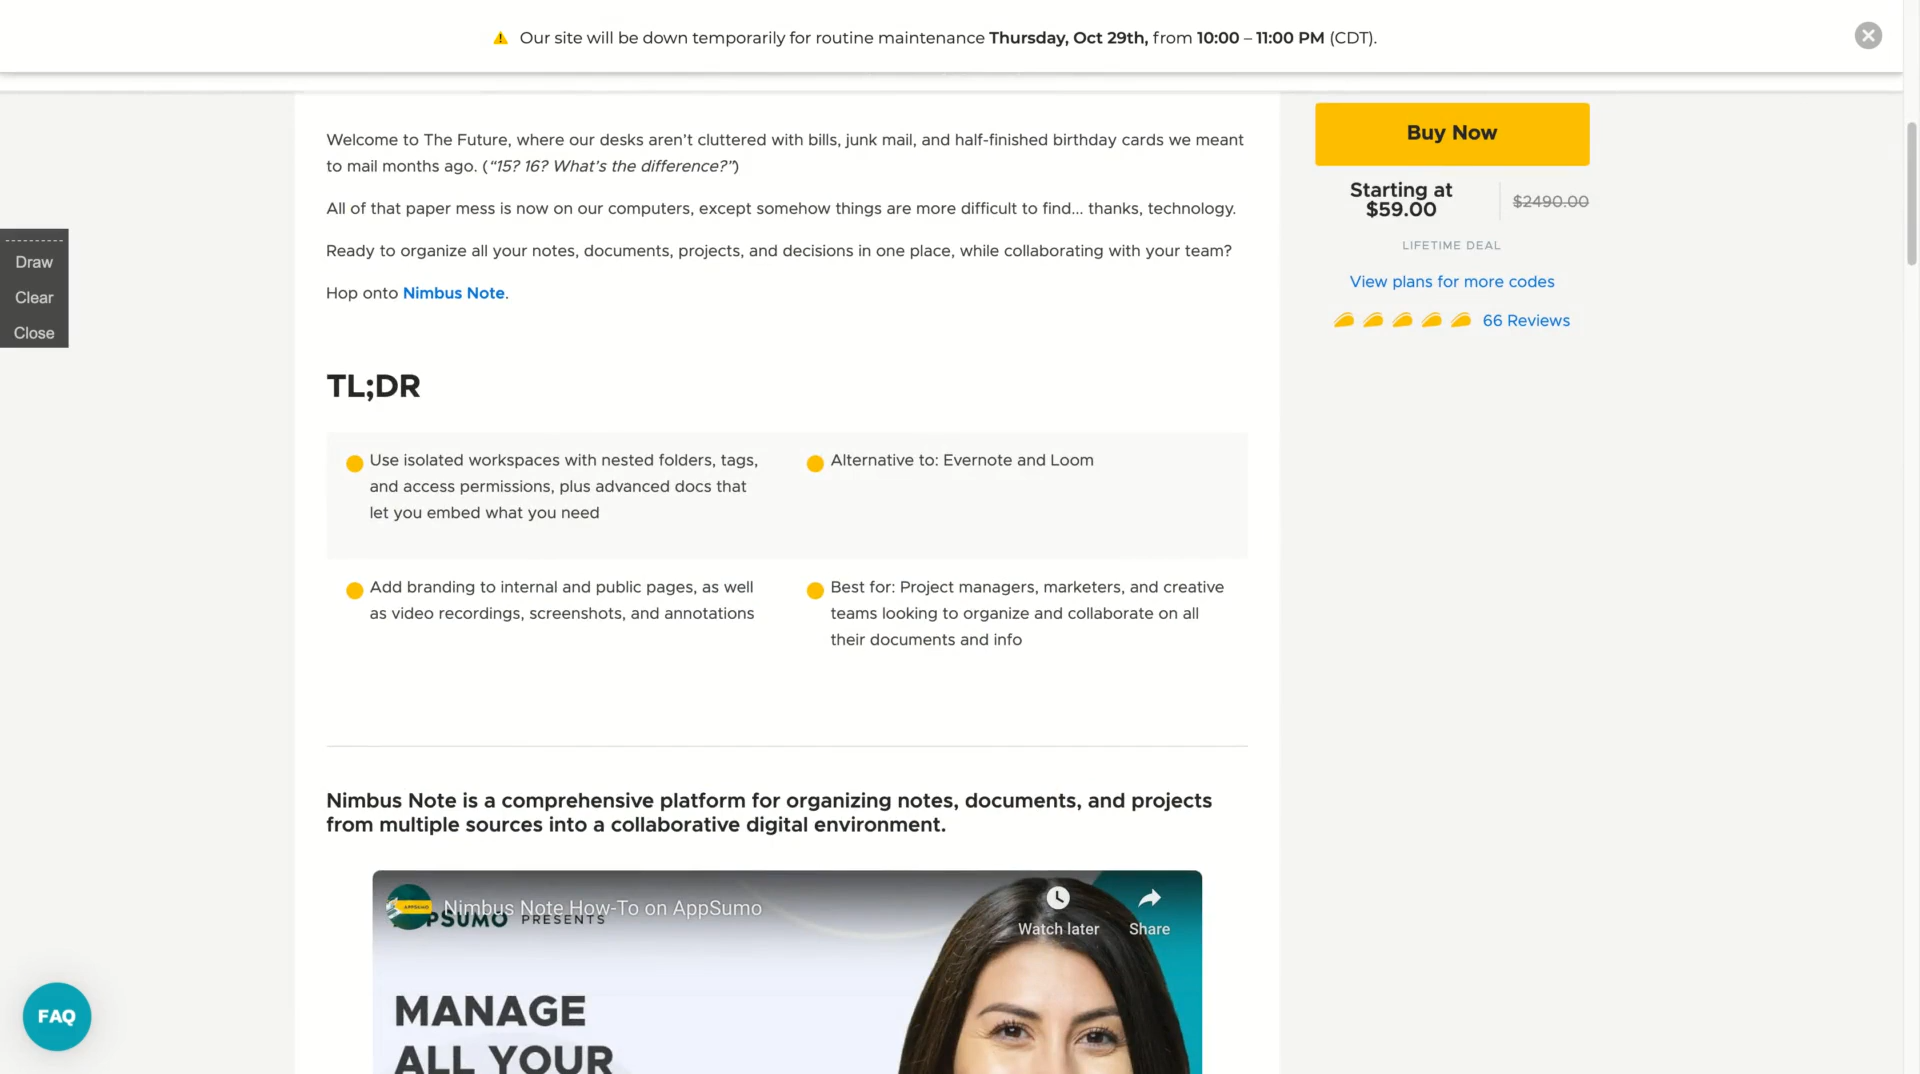 Our site will be down temporarily for routine maintenance Thursday, Oct 29th, from 10:00 – 11:00 PM (CDT).
Welcome to The Future, where our desks aren’t cluttered with bills, junk mail, and half-finished birthday cards we meant
to mail months ago. (“15? 16? What’s the difference?”)
All of that paper mess is now on our computers, except somehow things are more difficult to find... thanks, technology.
Ready to organize all your notes, documents, projects, and decisions in one place, while collaborating with your team?
Hop onto Nimbus Note.
Buy Now
Starting at
$59.00
$2490.00
LIFETIME DEAL
View plans for more codes
66 Reviews
Draw
Clear
Close
TL;DR
Use isolated workspaces with nested folders, tags,
and access permissions, plus advanced docs that
let you embed what you need
Alternative to: Evernote and Loom
Add branding to internal and public pages, as well
as video recordings, screenshots, and annotations
Best for: Project managers, marketers, and creative
teams looking to organize and collaborate on all
their documents and info
Nimbus Note is a comprehensive platform for organizing notes, documents, and projects
from multiple sources into a collaborative digital environment.
Nimbus Note How-To on AppSumo
PRESENTS
Watch later
Share
MANAGE
ALL YOUR
FAQ